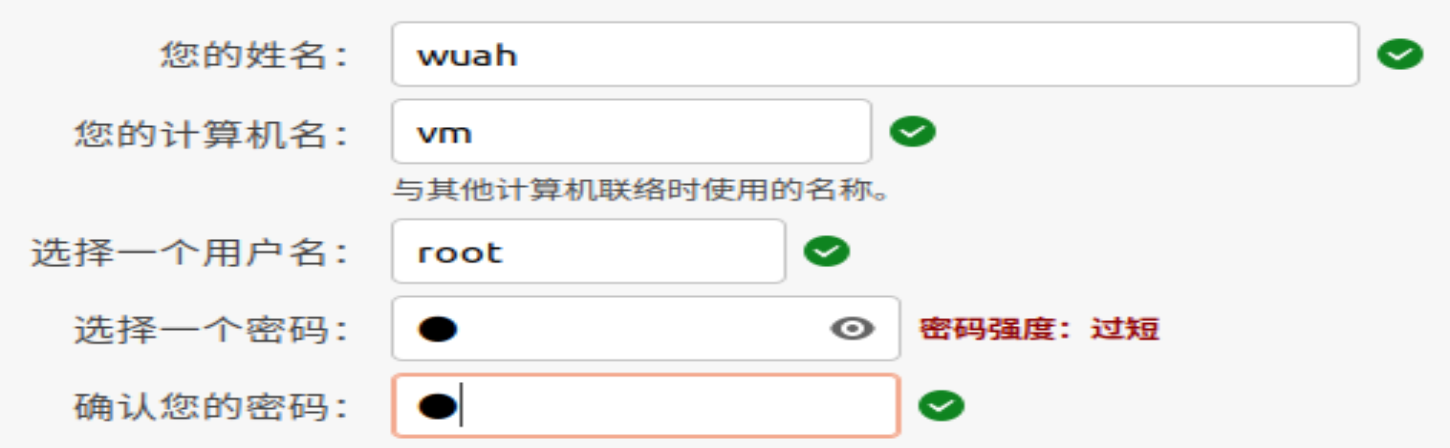 您的姓名： wuah
您的计算机名： vm
与其他计算机联络时使用的名称。
选择一个用户名： root
选择一个密码： ● 密码强度：过短
确认您的密码： ●